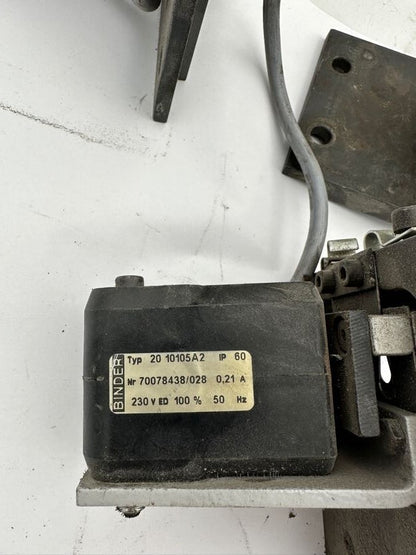 BINDER
Typ 20 10105A2 IP 60
Nr 70078438/028 0,21 A
230 V ED 100 % 50 Hz